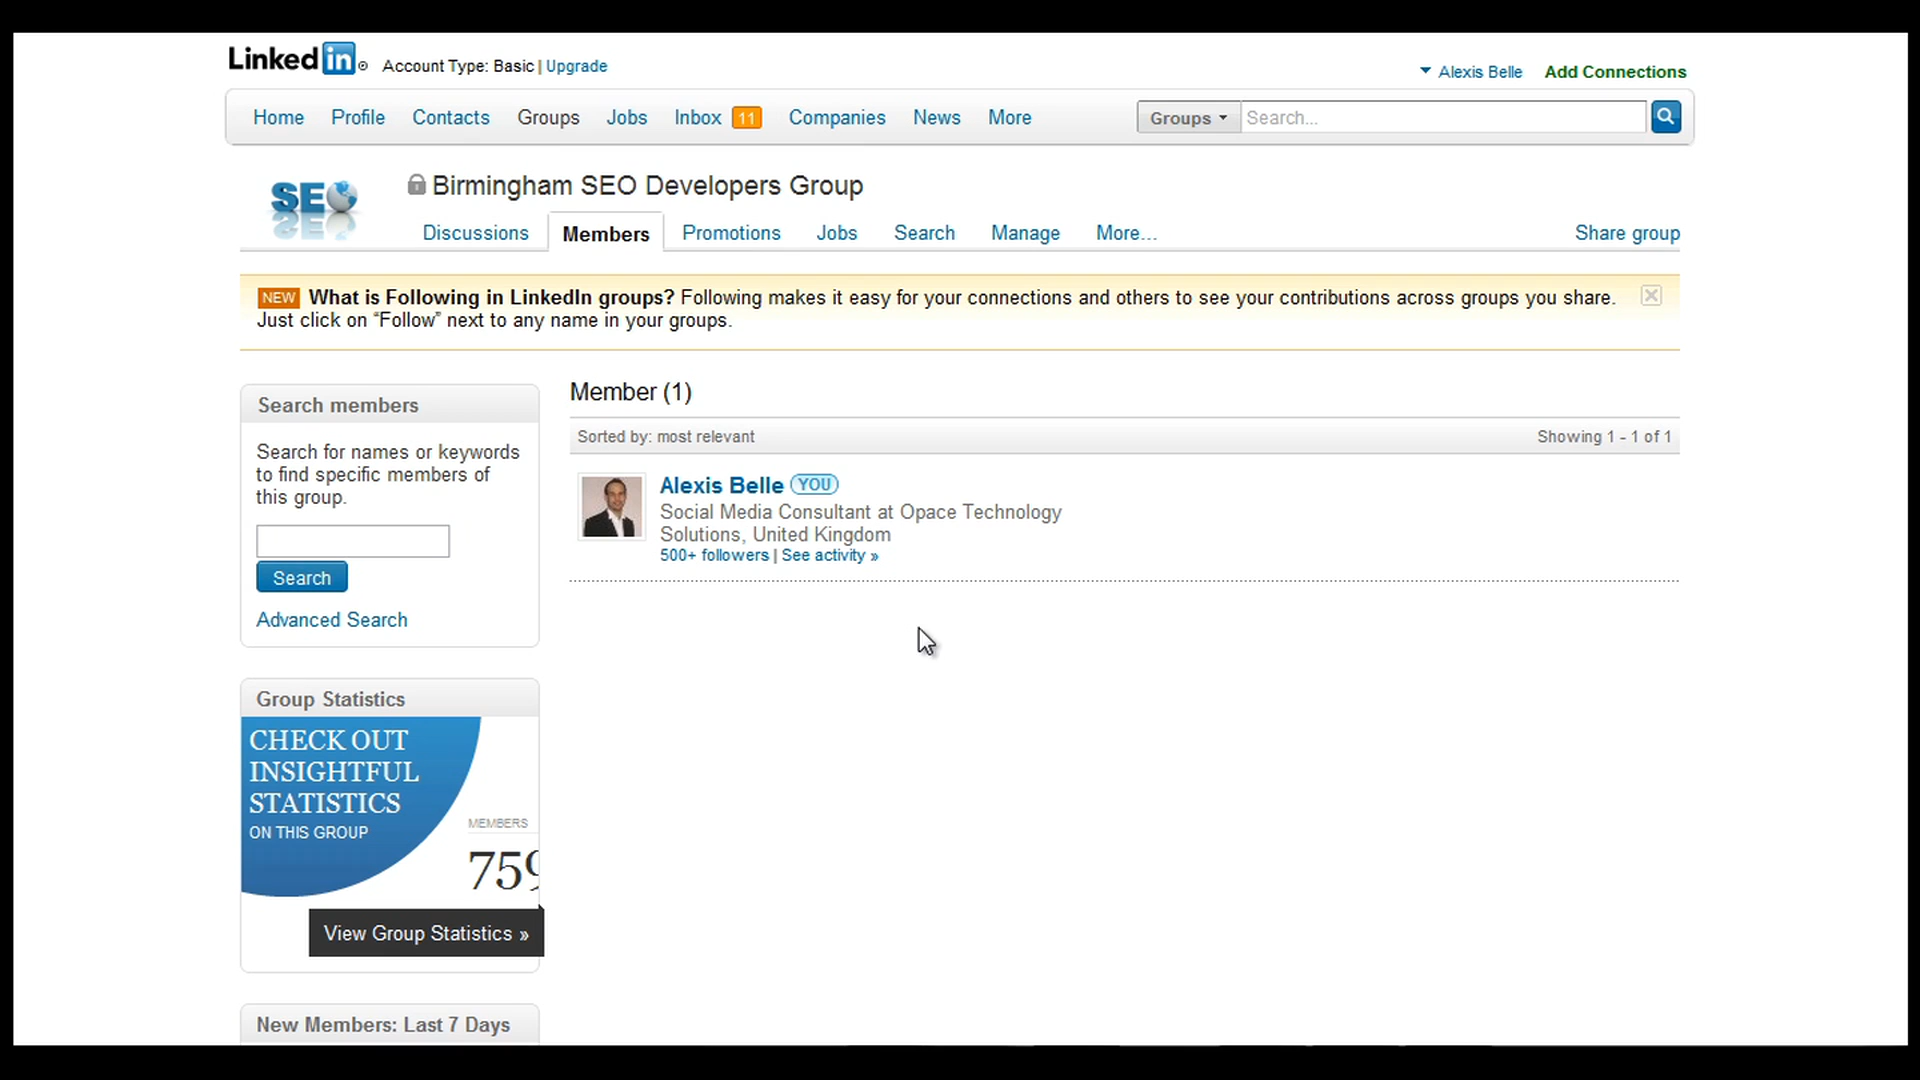 Linked in Account Type: Basic | Upgrade
Alexis Belle Add Connections
Home Profile Contacts Groups Jobs Inbox 11 Companies News More Groups Search...
SEO
Birmingham SEO Developers Group
Discussions Members Promotions Jobs Search Manage More... Share group
NEW What is Following in LinkedIn groups? Following makes it easy for your connections and others to see your contributions across groups you share.
Just click on “Follow” next to any name in your groups.
Search members
Search for names or keywords
to find specific members of
this group.
Search
Advanced Search
Member (1)
Sorted by: most relevant Showing 1 - 1 of 1
Alexis Belle YOU
Social Media Consultant at Opace Technology
Solutions, United Kingdom
500+ followers | See activity »
Group Statistics
CHECK OUT
INSIGHTFUL
STATISTICS
ON THIS GROUP
MEMBERS
759
View Group Statistics »
New Members: Last 7 Days